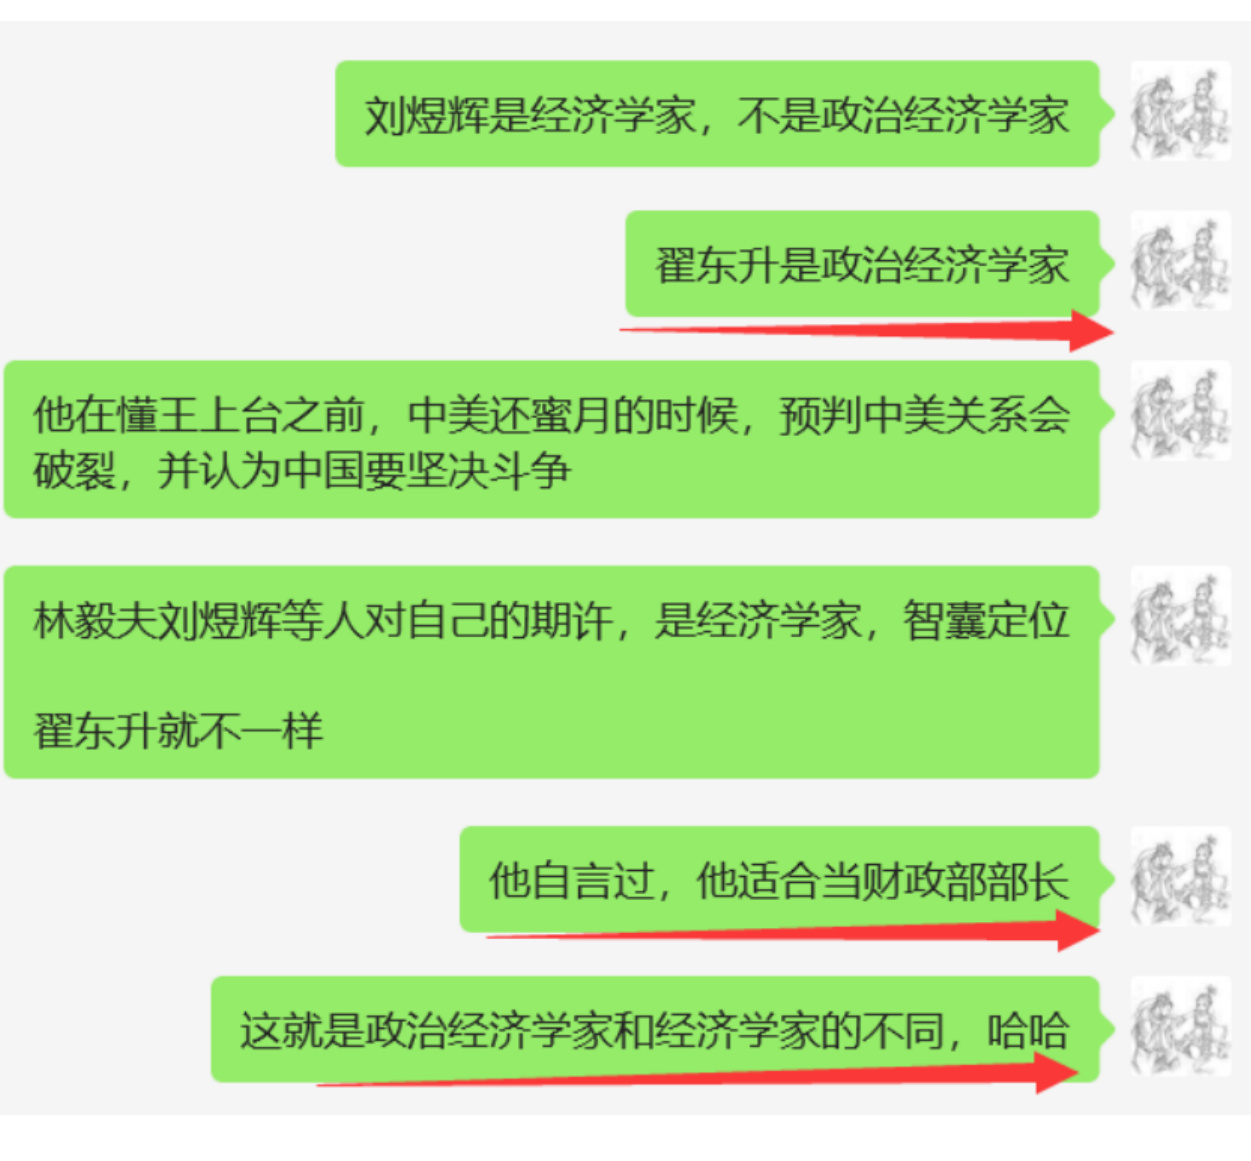 刘煜辉是经济学家，不是政治经济学家
翟东升是政治经济学家
他在懂王上台之前，中美还蜜月的时候，预判中美关系会
破裂，并认为中国要坚决斗争
林毅夫刘煜辉等人对自己的期许，是经济学家，智囊定位
翟东升就不一样
他自言过，他适合当财政部部长
这就是政治经济学家和经济学家的不同，哈哈